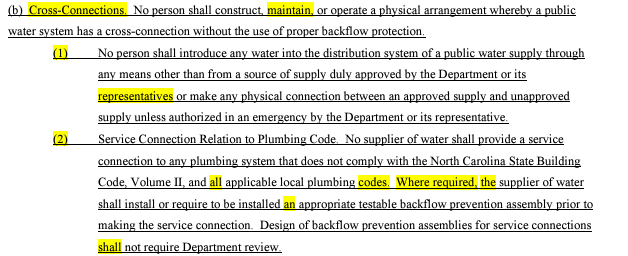 (b) Cross-Connections. No person shall construct, maintain, or operate a physical arrangement whereby a public
water system has a cross-connection without the use of proper backflow protection.
(1) No person shall introduce any water into the distribution system of a public water supply through
any means other than from a source of supply duly approved by the Department or its
representatives or make any physical connection between an approved supply and unapproved
supply unless authorized in an emergency by the Department or its representative.
(2) Service Connection Relation to Plumbing Code. No supplier of water shall provide a service
connection to any plumbing system that does not comply with the North Carolina State Building
Code, Volume II, and all applicable local plumbing codes. Where required, the supplier of water
shall install or require to be installed an appropriate testable backflow prevention assembly prior to
making the service connection. Design of backflow prevention assemblies for service connections
shall not require Department review.